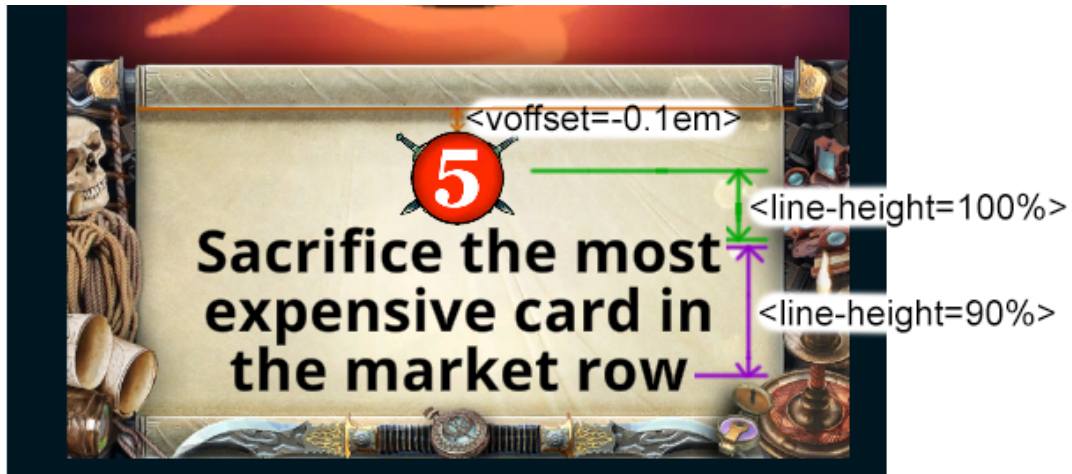 <voffset=-0.1em>
5
<line-height=100%>
Sacrifice the most
expensive card in
<line-height=90%>
the market row